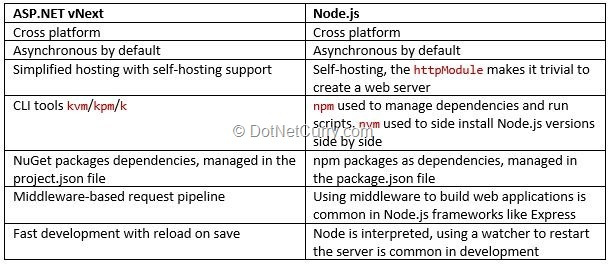 ASP.NET vNext
Node.js
Cross platform
Cross platform
Asynchronous by default
Asynchronous by default
Simplified hosting with self-hosting support
Self-hosting, the httpModule makes it trivial to
create a web server
CLI tools kvm/kpm/k
npm used to manage dependencies and run
scripts. nvm used to side install Node.js versions
side by side
© DotNetCurry.com
NuGet packages dependencies, managed in the
project.json file
npm packages as dependencies, managed in
the package.json file
Middleware-based request pipeline
Using middleware to build web applications is
common in Node.js frameworks like Express
Fast development with reload on save
Node is interpreted, using a watcher to restart
the server is common in development